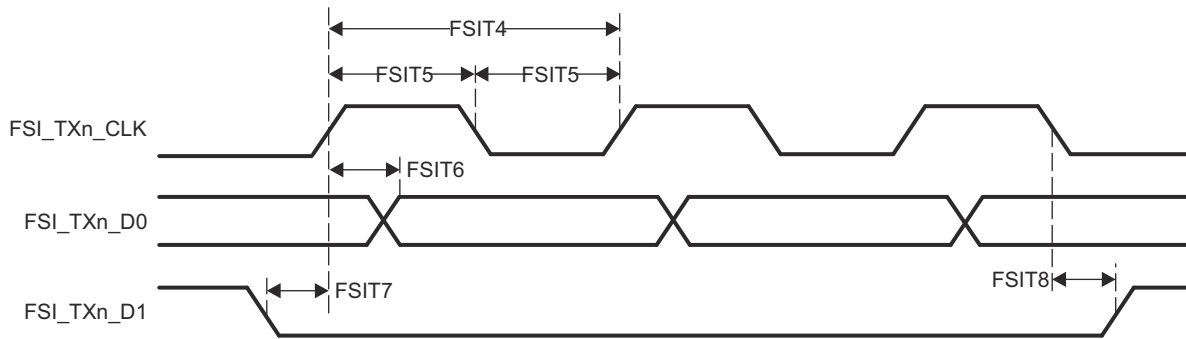 FSIT4
FSIT5 FSIT5
FSI_TXn_CLK
FSIT6
FSI_TXn_D0
FSIT7 FSIT8
FSI_TXn_D1